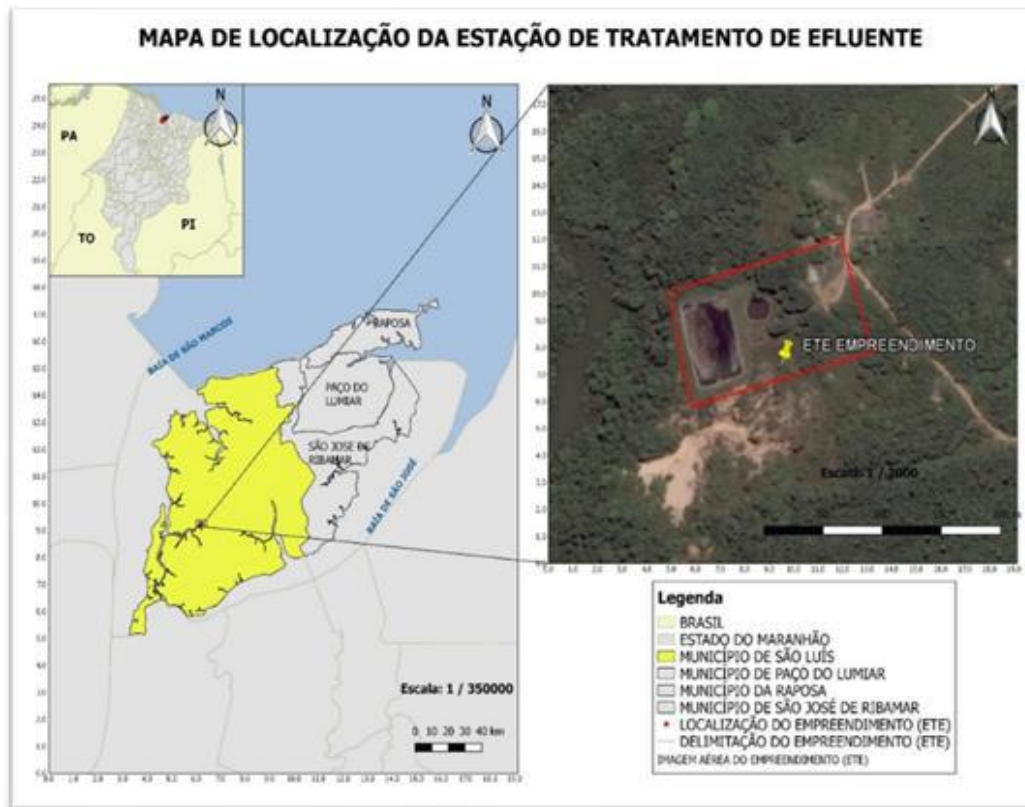 MAPA DE LOCALIZAÇÃO DA ESTAÇÃO DE TRATAMENTO DE EFLUENTE
N
PA
TO
PI
N
BAÍA DE SÃO MARCOS
RAPOSA
PAÇO DO
LUMIAR
SÃO JOSE DE
RIBAMAR
BAÍA DE SÃO JOSÉ
Escala: 1 / 350000
0 10 20 30 40 km
N
ETE EMPREENDIMENTO
Escala: 1 / 2000
Legenda
BRASIL
ESTADO DO MARANHÃO
MUNICÍPIO DE SÃO LUÍS
MUNICÍPIO DE PAÇO DO LUMIAR
MUNICÍPIO DA RAPOSA
MUNICÍPIO DE SÃO JOSÉ DE RIBAMAR
LOCALIZAÇÃO DO EMPREENDIMENTO (ETE)
DELIMITAÇÃO DO EMPREENDIMENTO (ETE)
IMAGEM AÉREA DO EMPREENDIMENTO (ETE)